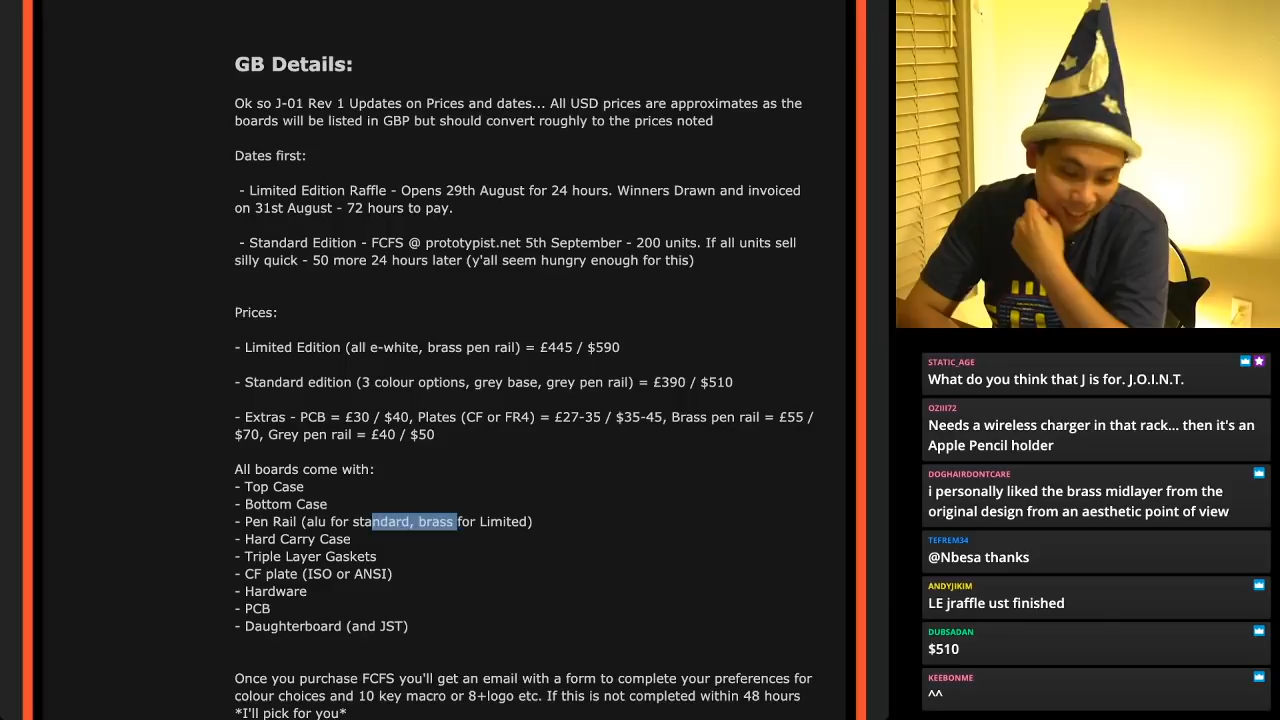 GB Details:
Ok so J-01 Rev 1 Updates on Prices and dates... All USD prices are approximates as the
boards will be listed in GBP but should convert roughly to the prices noted
Dates first:
- Limited Edition Raffle - Opens 29th August for 24 hours. Winners Drawn and invoiced
on 31st August - 72 hours to pay.
- Standard Edition - FCFS @ prototypist.net 5th September - 200 units. If all units sell
silly quick - 50 more 24 hours later (y'all seem hungry enough for this)
Prices:
- Limited Edition (all e-white, brass pen rail) = £445 / $590
- Standard edition (3 colour options, grey base, grey pen rail) = £390 / $510
- Extras - PCB = £30 / $40, Plates (CF or FR4) = £27-35 / $35-45, Brass pen rail = £55 /
$70, Grey pen rail = £40 / $50
All boards come with:
- Top Case
- Bottom Case
- Pen Rail (alu for standard, brass for Limited)
- Hard Carry Case
- Triple Layer Gaskets
- CF plate (ISO or ANSI)
- Hardware
- PCB
- Daughterboard (and JST)
Once you purchase FCFS you'll get an email with a form to complete your preferences for
colour choices and 10 key macro or 8+logo etc. If this is not completed within 48 hours
*I'll pick for you*
STATIC_AGE
What do you think that J is for. J.O.I.N.T.
OZIII72
Needs a wireless charger in that rack... then it's an
Apple Pencil holder
DOGHAIRDONTCARE
i personally liked the brass midlayer from the
original design from an aesthetic point of view
TEFREM34
@Nbesa thanks
ANDYJIKIM
LE jraffle ust finished
DUBSADAN
$510
KEEBONME
^^